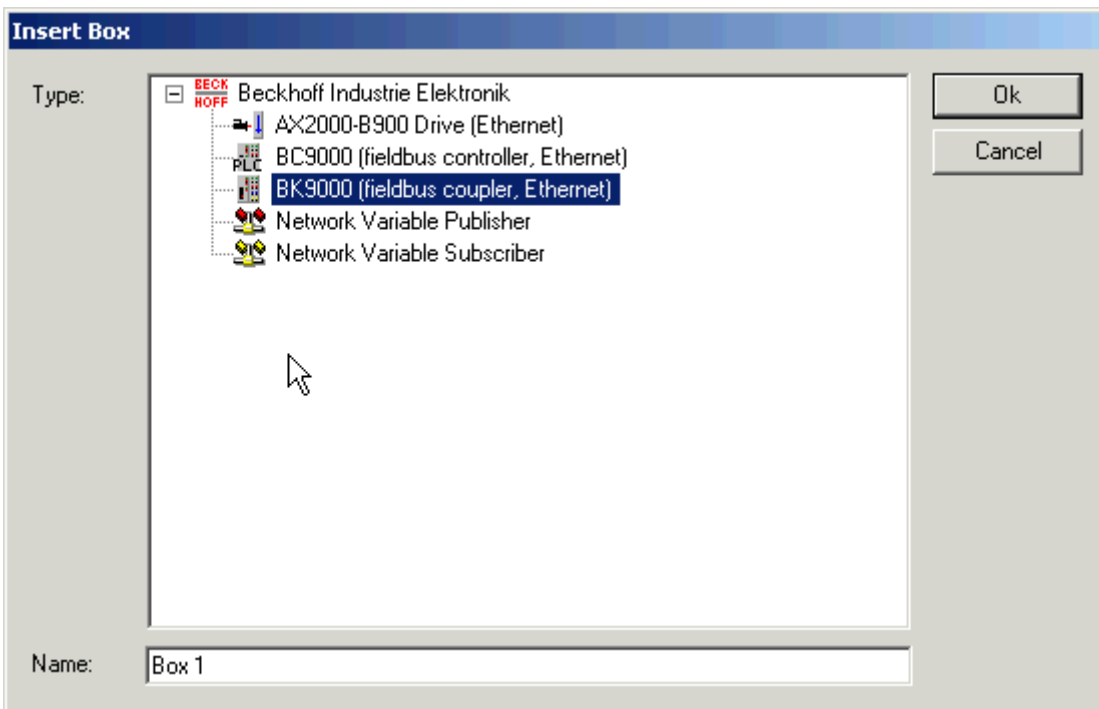 Insert Box
Type:
BECK
HOFF
Beckhoff Industrie Elektronik
AX2000-B900 Drive (Ethernet)
PLC
BC9000 (fieldbus controller, Ethernet)
BK9000 (fieldbus coupler, Ethernet)
Network Variable Publisher
Network Variable Subscriber
Ok
Cancel
Name:
Box 1